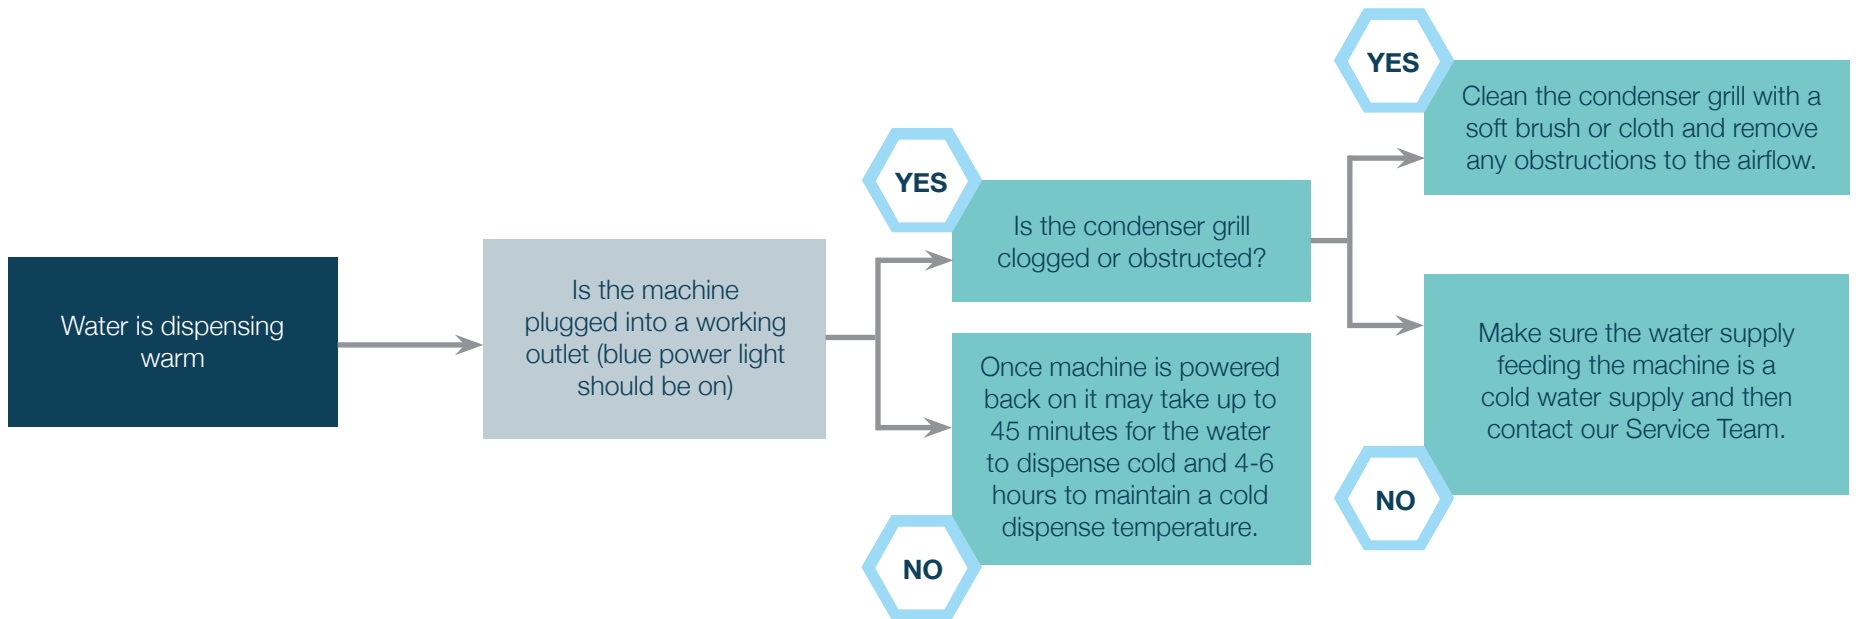 Water is dispensing
warm
Is the machine
plugged into a working
outlet (blue power light
should be on)
YES
Is the condenser grill
clogged or obstructed?
Once machine is powered
back on it may take up to
45 minutes for the water
to dispense cold and 4-6
hours to maintain a cold
dispense temperature.
NO
YES
Clean the condenser grill with a
soft brush or cloth and remove
any obstructions to the airflow.
Make sure the water supply
feeding the machine is a
cold water supply and then
contact our Service Team.
NO